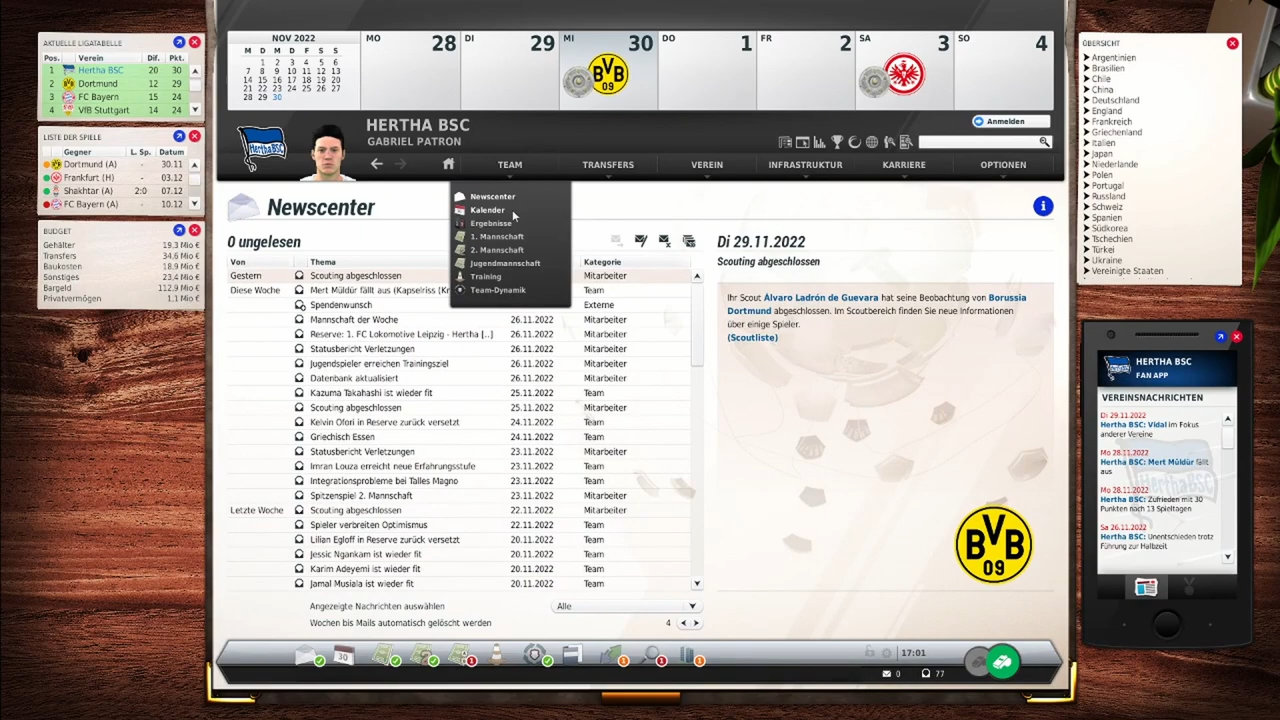 AKTUELLE LIGATABELLE
Pos. Verein Dif. Pkt.
1 Hertha BSC 20 30
2 Dortmund 12 29
3 FC Bayern 15 24
4 VfB Stuttgart 14 24
LISTE DER SPIELE
Gegner L. Sp. Datum
Dortmund (A) - 30.11
Frankfurt (H) - 03.12
Shakhtar (A) 2:0 07.12
FC Bayern (A) - 10.12
BUDGET
Gehälter 19.3 Mio €
Transfers 34.6 Mio €
Baukosten 18.9 Mio €
Sonstiges 23.4 Mio €
Bargeld 112.9 Mio €
Privatvermögen 1.1 Mio €
NOV 2022
M D M D F S S
1 2 3 4 5 6
7 8 9 10 11 12 13
14 15 16 17 18 19 20
21 22 23 24 25 26 27
28 29 30
MO 28
DI 29
MI 30
BVB 09
DO 1
FR 2
SA 3
SO 4
Hertha BSC
HERTHA BSC
GABRIEL PATRON
Anmelden
TEAM TRANSFERS VEREIN INFRASTRUKTUR KARRIERE OPTIONEN
Newscenter
Kalender
Ergebnisse
1. Mannschaft
2. Mannschaft
Jugendmannschaft
Training
Team-Dynamik
Newscenter
0 ungelesen
Von Thema Kategorie
Gestern Scouting abgeschlossen Mitarbeiter
Diese Woche Mert Müldür fällt aus (Kapselriss (Kr Team
Spendenwunsch Externe
Mannschaft der Woche 26.11.2022 Mitarbeiter
Reserve: 1. FC Lokomotive Leipzig - Hertha [..] 26.11.2022 Mitarbeiter
Statusbericht Verletzungen 26.11.2022 Mitarbeiter
Jugendspieler erreichen Trainingsziel 26.11.2022 Mitarbeiter
Datenbank aktualisiert 26.11.2022 Mitarbeiter
Kazuma Takahashi ist wieder fit 25.11.2022 Team
Scouting abgeschlossen 25.11.2022 Mitarbeiter
Kelvin Ofori in Reserve zurück versetzt 24.11.2022 Team
Griechisch Essen 24.11.2022 Team
Statusbericht Verletzungen 23.11.2022 Mitarbeiter
Imran Louza erreicht neue Erfahrungsstufe 23.11.2022 Team
Integrationsprobleme bei Talles Magno 23.11.2022 Team
Spitzenspiel 2. Mannschaft 23.11.2022 Mitarbeiter
Letzte Woche Scouting abgeschlossen 22.11.2022 Mitarbeiter
Spieler verbreiten Optimismus 22.11.2022 Team
Lilian Egloff in Reserve zurück versetzt 22.11.2022 Team
Jessic Ngankam ist wieder fit 20.11.2022 Team
Karim Adeyemi ist wieder fit 20.11.2022 Team
Jamal Musiala ist wieder fit 20.11.2022 Team
Angezeigte Nachrichten auswählen Alle
Wochen bis Mails automatisch gelöscht werden 4
Di 29.11.2022
Scouting abgeschlossen
Ihr Scout Álvaro Ladrón de Guevara hat seine Beobachtung von Borussia
Dortmund abgeschlossen. Im Scoutbereich finden Sie neue Informationen
über einige Spieler.
(Scoutliste)
BVB 09
30 1 1 1 1
17:01
0 77
ÜBERSICHT
Argentinien
Brasilien
Chile
China
Deutschland
England
Frankreich
Griechenland
Italien
Japan
Niederlande
Polen
Portugal
Russland
Schweiz
Spanien
Südkorea
Tschechien
Türkei
Ukraine
Vereinigte Staaten
HERTHA BSC
FAN APP
VEREINSNACHRICHTEN
Di 29.11.2022
Hertha BSC: Vidal im Fokus
anderer Vereine
Mo 28.11.2022
Hertha BSC: Mert Müldür fällt
aus
Mo 28.11.2022
Hertha BSC: Zufrieden mit 30
Punkten nach 13 Spieltagen
Sa 26.11.2022
Hertha BSC: Unentschieden trotz
Führung zur Halbzeit